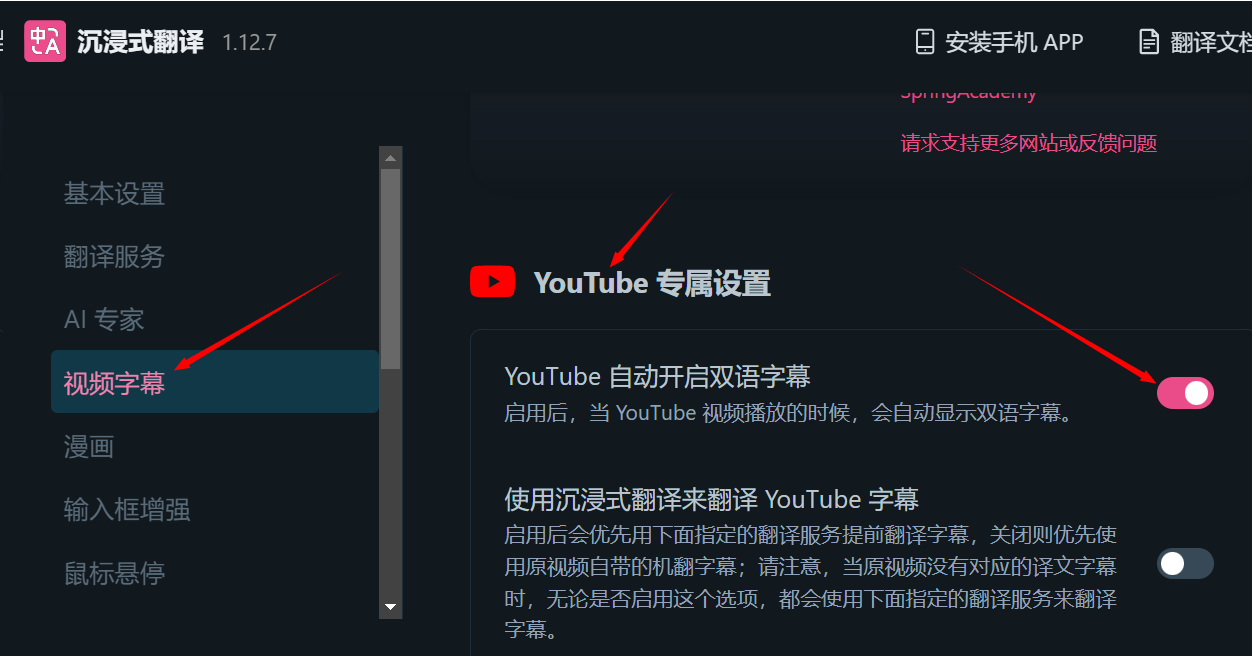 中 A
沉浸式翻译 1.12.7
安装手机 APP
翻译文档
SpringAcademy
请求支持更多网站或反馈问题
基本设置
翻译服务
AI 专家
视频字幕
漫画
输入框增强
鼠标悬停
YouTube 专属设置
YouTube 自动开启双语字幕
启用后，当 YouTube 视频播放的时候，会自动显示双语字幕。
使用沉浸式翻译来翻译 YouTube 字幕
启用后会优先用下面指定的翻译服务提前翻译字幕，关闭则优先使
用原视频自带的机翻字幕；请注意，当原视频没有对应的译文字幕
时，无论是否启用这个选项，都会使用下面指定的翻译服务来翻译
字幕。